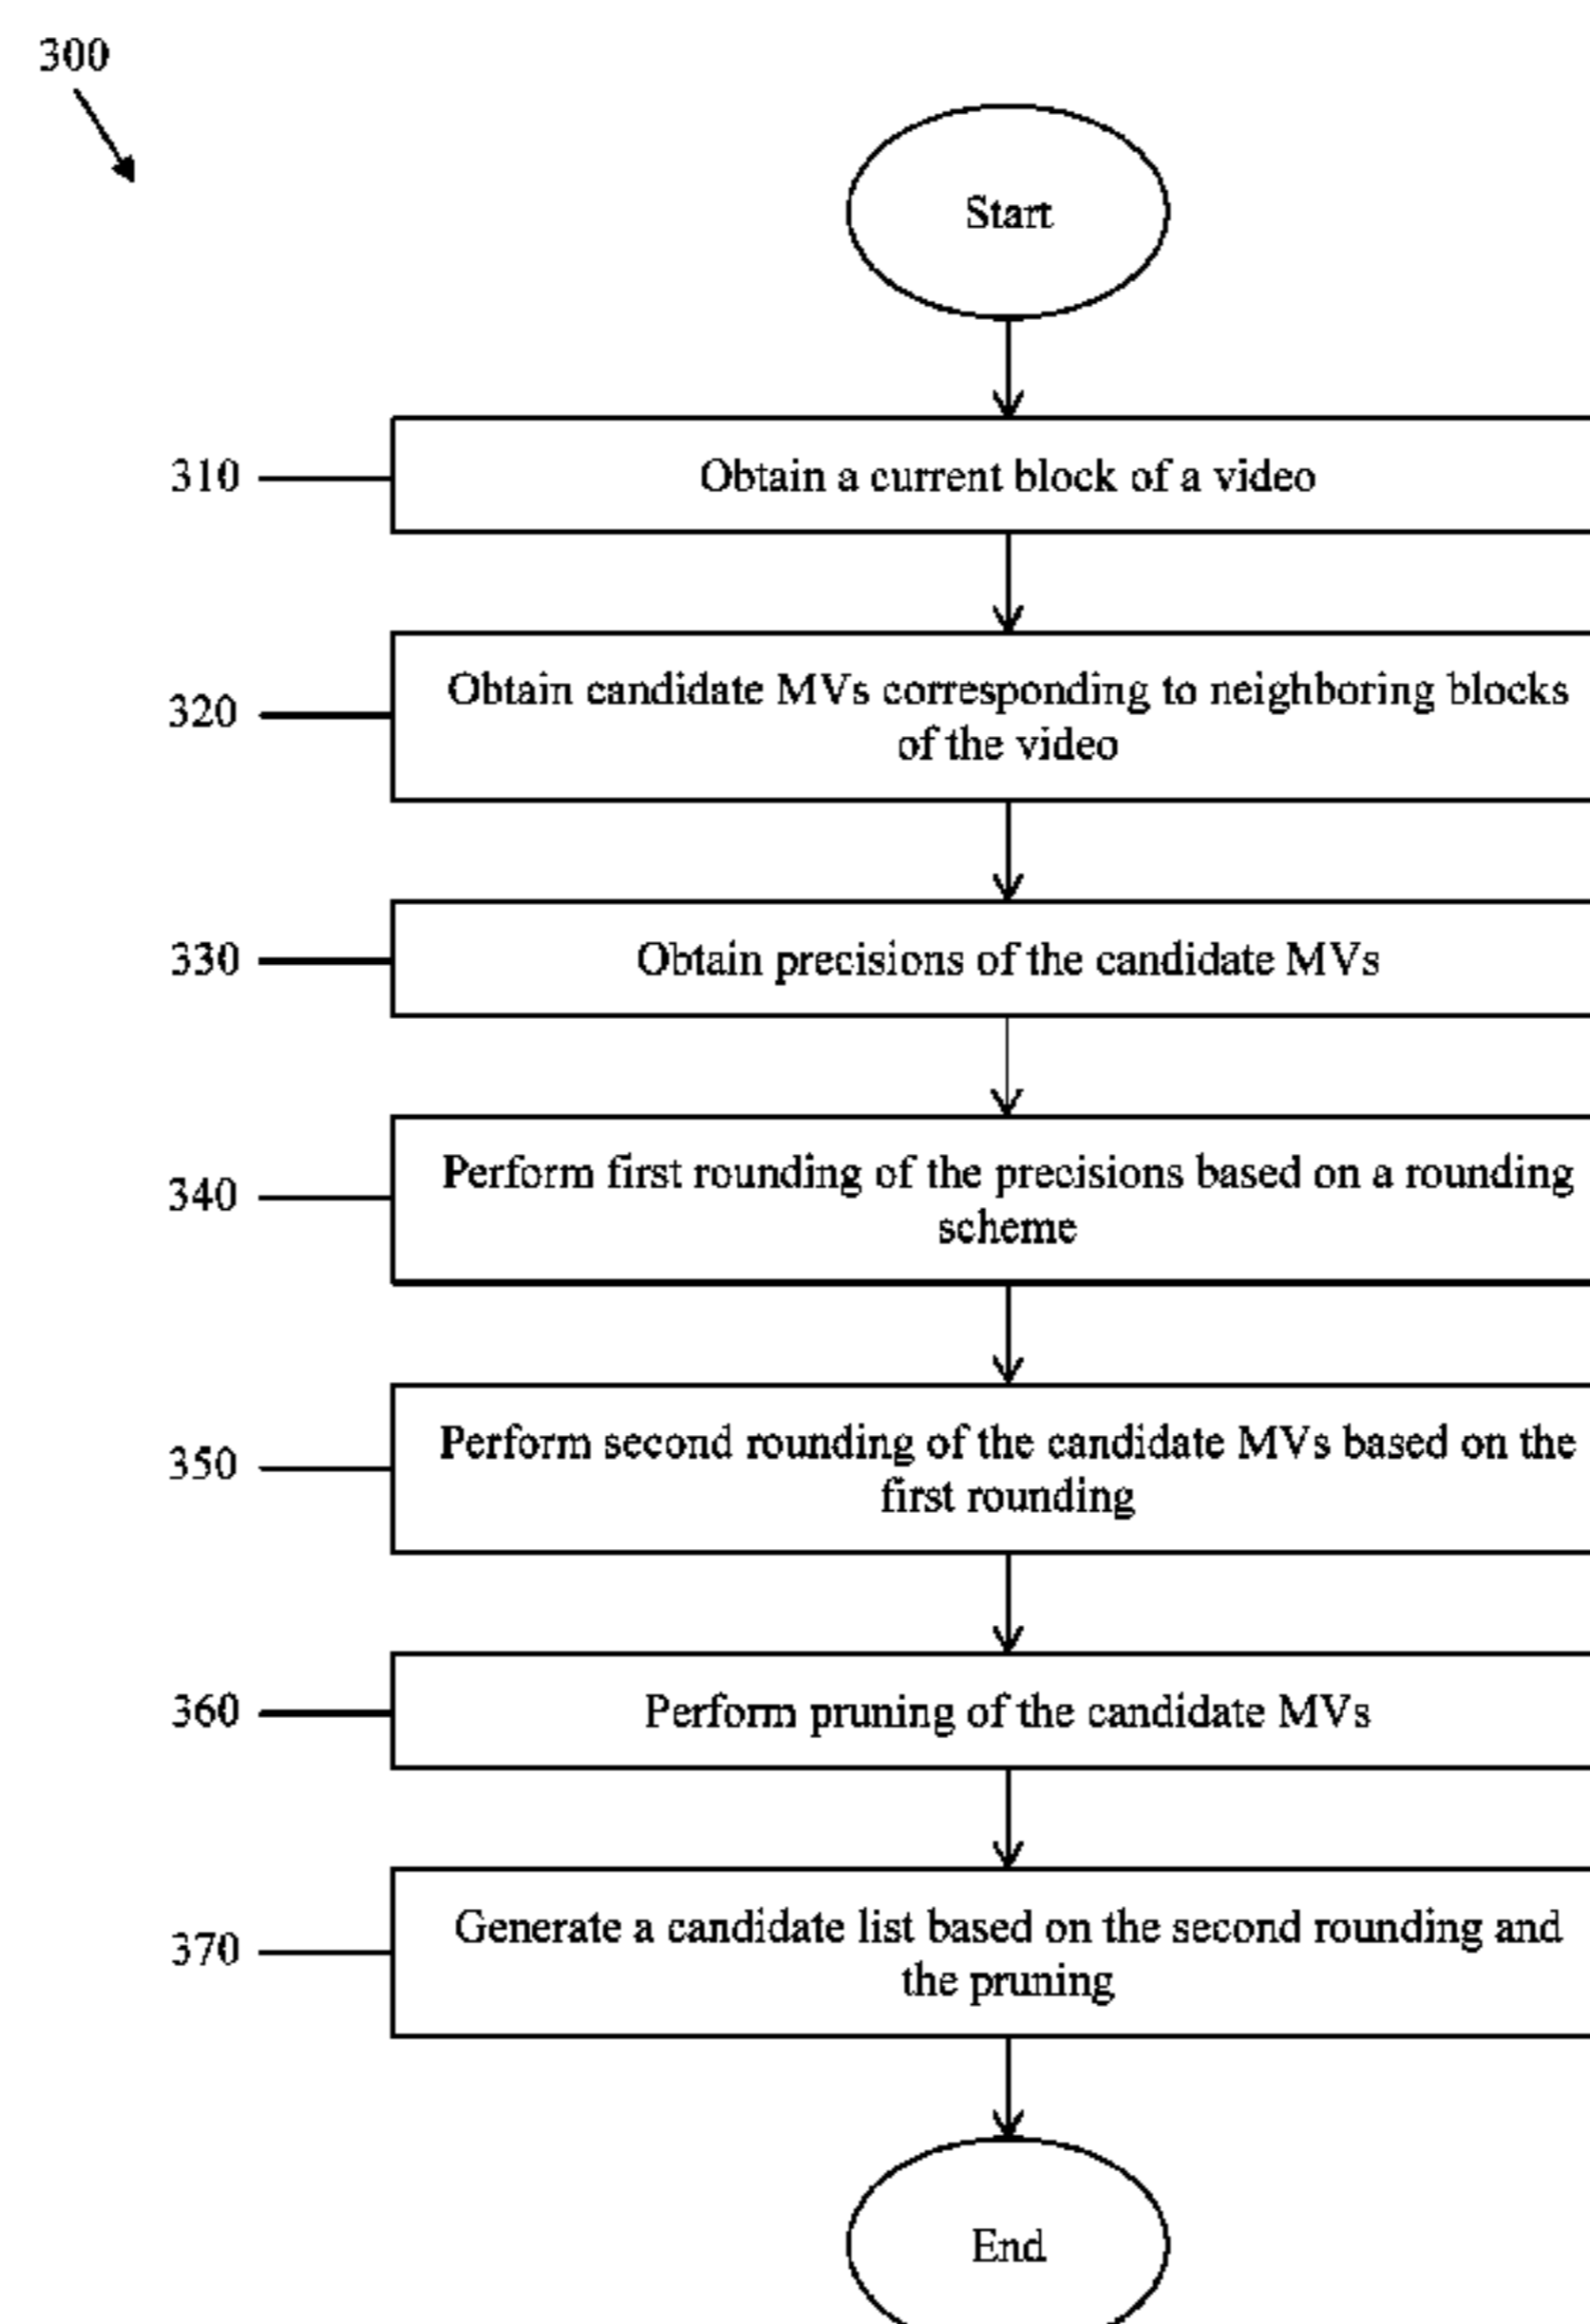 300
Start
310
Obtain a current block of a video
320
Obtain candidate MVs corresponding to neighboring blocks
of the video
330
Obtain precisions of the candidate MVs
340
Perform first rounding of the precisions based on a rounding
scheme
350
Perform second rounding of the candidate MVs based on the
first rounding
360
Perform pruning of the candidate MVs
370
Generate a candidate list based on the second rounding and
the pruning
End